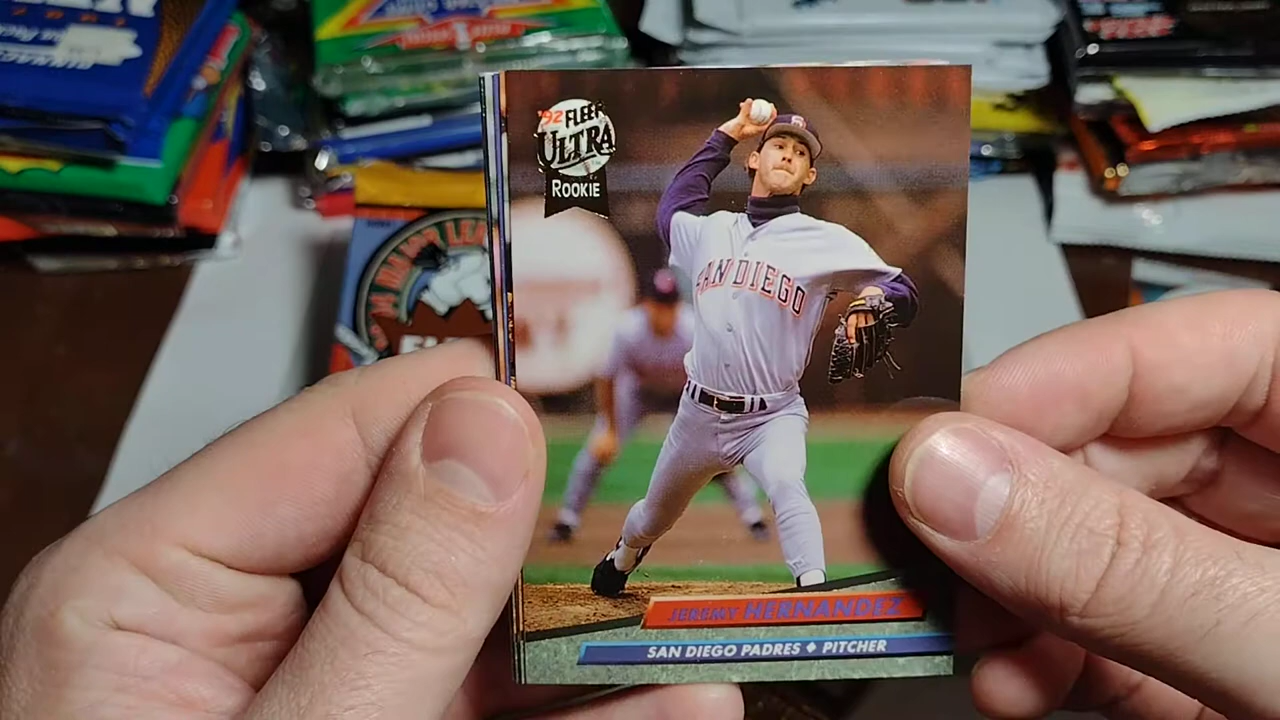 '92 FLEER
ULTRA
ROOKIE
SAN DIEGO
JEREMY HERNANDEZ
SAN DIEGO PADRES ♦ PITCHER